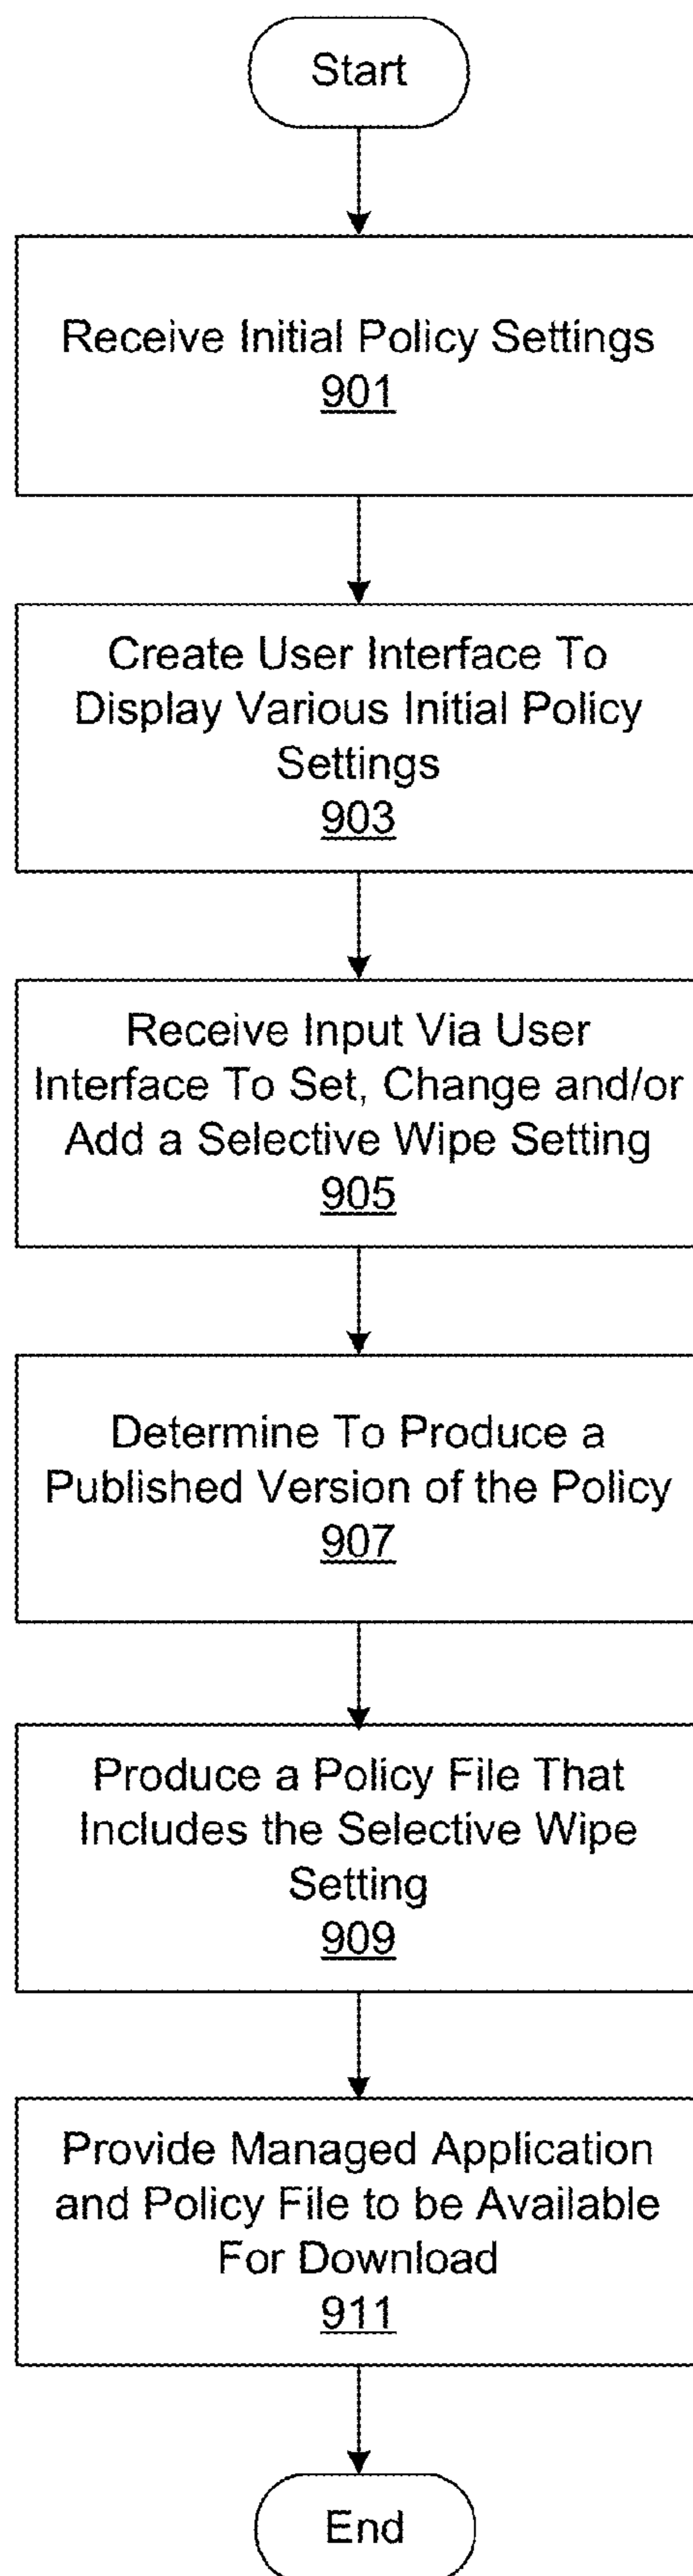 Start
Receive Initial Policy Settings
901
Create User Interface To
Display Various Initial Policy
Settings
903
Receive Input Via User
Interface To Set, Change and/or
Add a Selective Wipe Setting
905
Determine To Produce a
Published Version of the Policy
907
Produce a Policy File That
Includes the Selective Wipe
Setting
909
Provide Managed Application
and Policy File to be Available
For Download
911
End